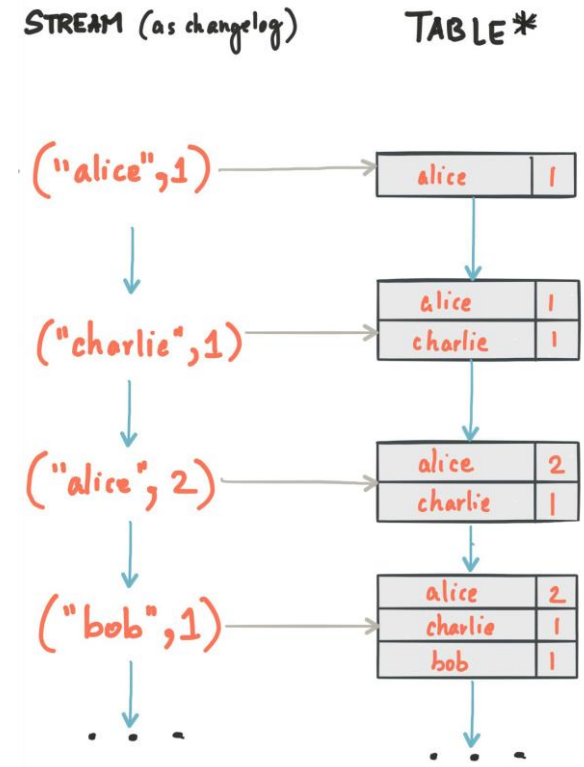 STREAM (as changelog) TABLE*
("alice",1) alice 1
alice 1
("charlie",1) charlie 1
alice 2
("alice", 2) charlie 1
alice 2
("bob",1) charlie 1
bob 1
...
...